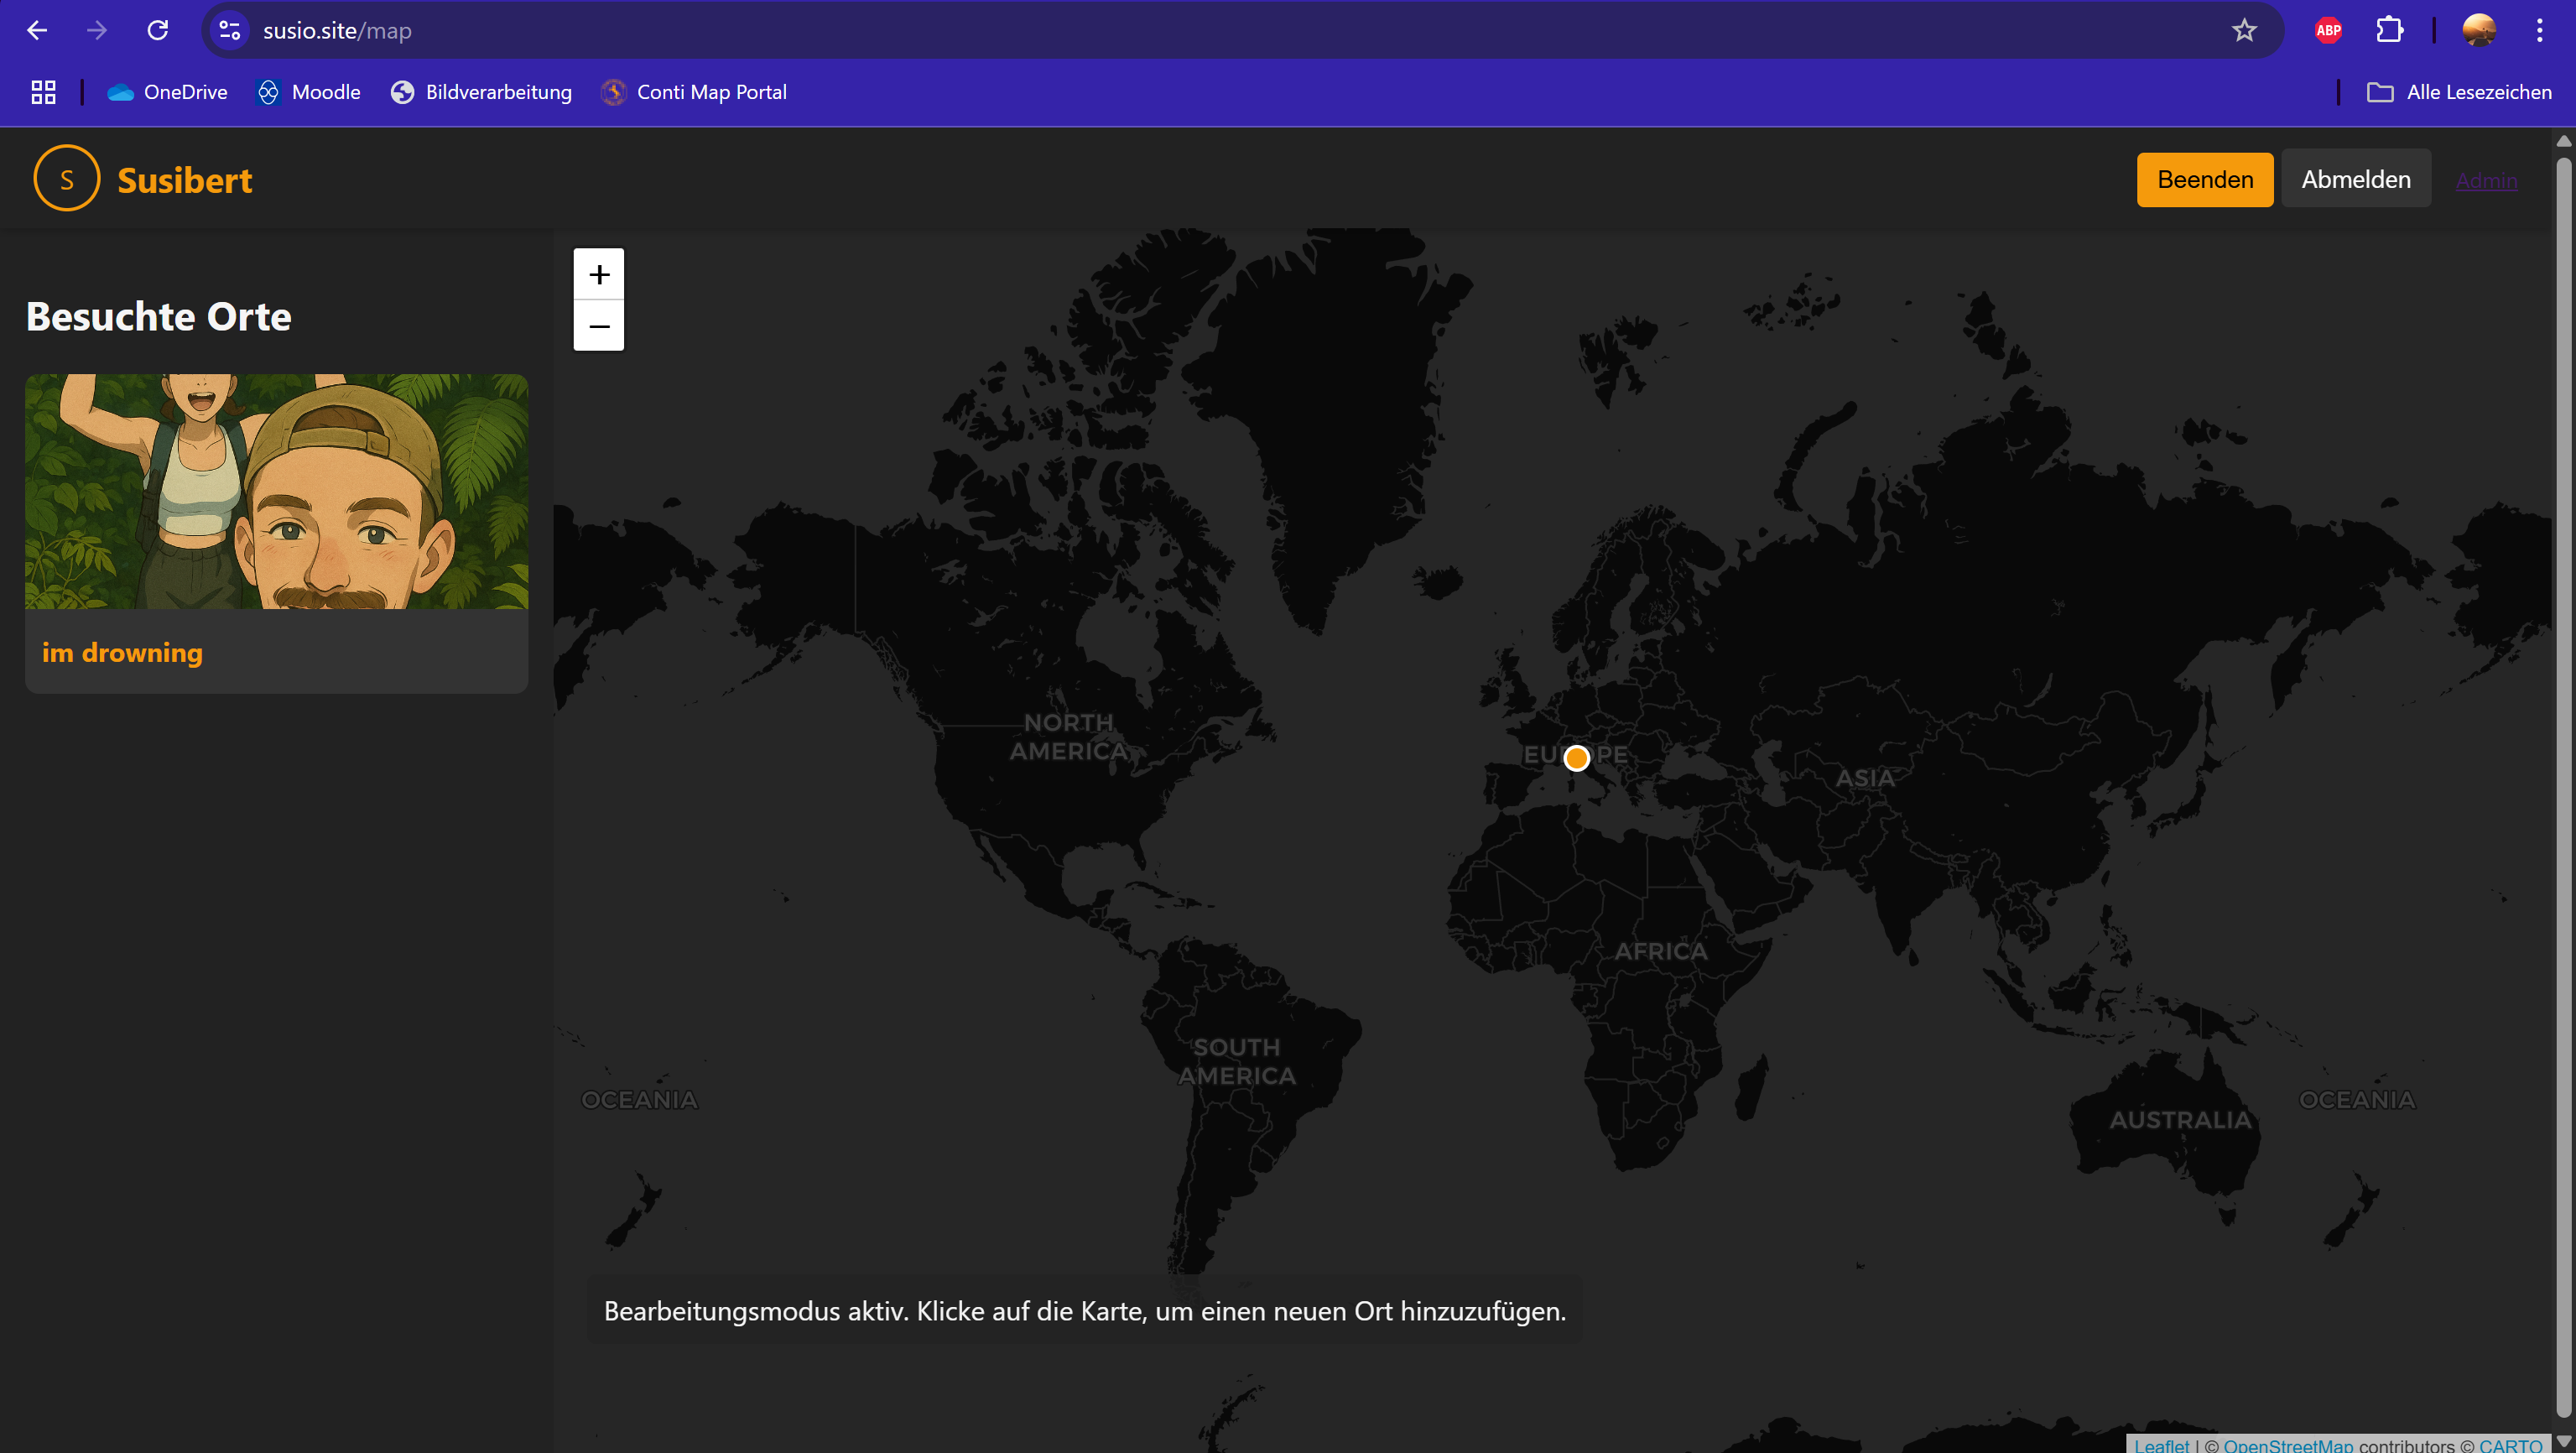 susio.site/map
ABP
OneDrive
Moodle
Bildverarbeitung
Conti Map Portal
Alle Lesezeichen
S
Susibert
Beenden
Abmelden
Admin
Besuchte Orte
im drowning
+
−
NORTH
AMERICA
EUROPE
ASIA
AFRICA
SOUTH
AMERICA
OCEANIA
AUSTRALIA
OCEANIA
Bearbeitungsmodus aktiv. Klicke auf die Karte, um einen neuen Ort hinzuzufügen.
Leaflet | © OpenStreetMap contributors © CARTO